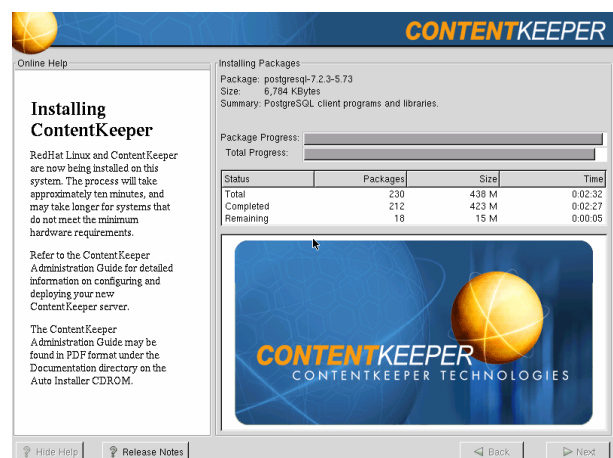 CONTENTKEEPER
Online Help
Installing
ContentKeeper
RedHat Linux and ContentKeeper
are now being installed on this
system. The process will take
approximately ten minutes, and
may take longer for systems that
do not meet the minimum
hardware requirements.
Refer to the ContentKeeper
Administration Guide for detailed
information on configuring and
deploying your new
ContentKeeper server.
The ContentKeeper
Administration Guide may be
found in PDF format under the
Documentation directory on the
Auto Installer CDROM.
Installing Packages
Package: postgresql-7.2.3-5.73
Size: 6,784 KBytes
Summary: PostgreSQL client programs and libraries.
Package Progress:
Total Progress:
Status Packages Size Time
Total 230 438 M 0:02:32
Completed 212 423 M 0:02:27
Remaining 18 15 M 0:00:05
CONTENTKEEPER
CONTENTKEEPER TECHNOLOGIES
Hide Help
Release Notes
Back
Next